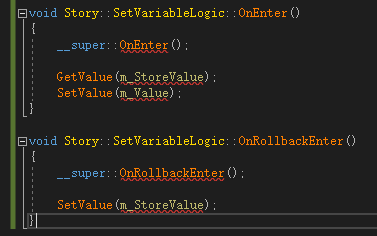 void Story::SetVariableLogic::OnEnter()
{
__super::OnEnter();
GetValue(m_StoreValue);
SetValue(m_Value);
}
void Story::SetVariableLogic::OnRollbackEnter()
{
__super::OnRollbackEnter();
SetValue(m_StoreValue);
}